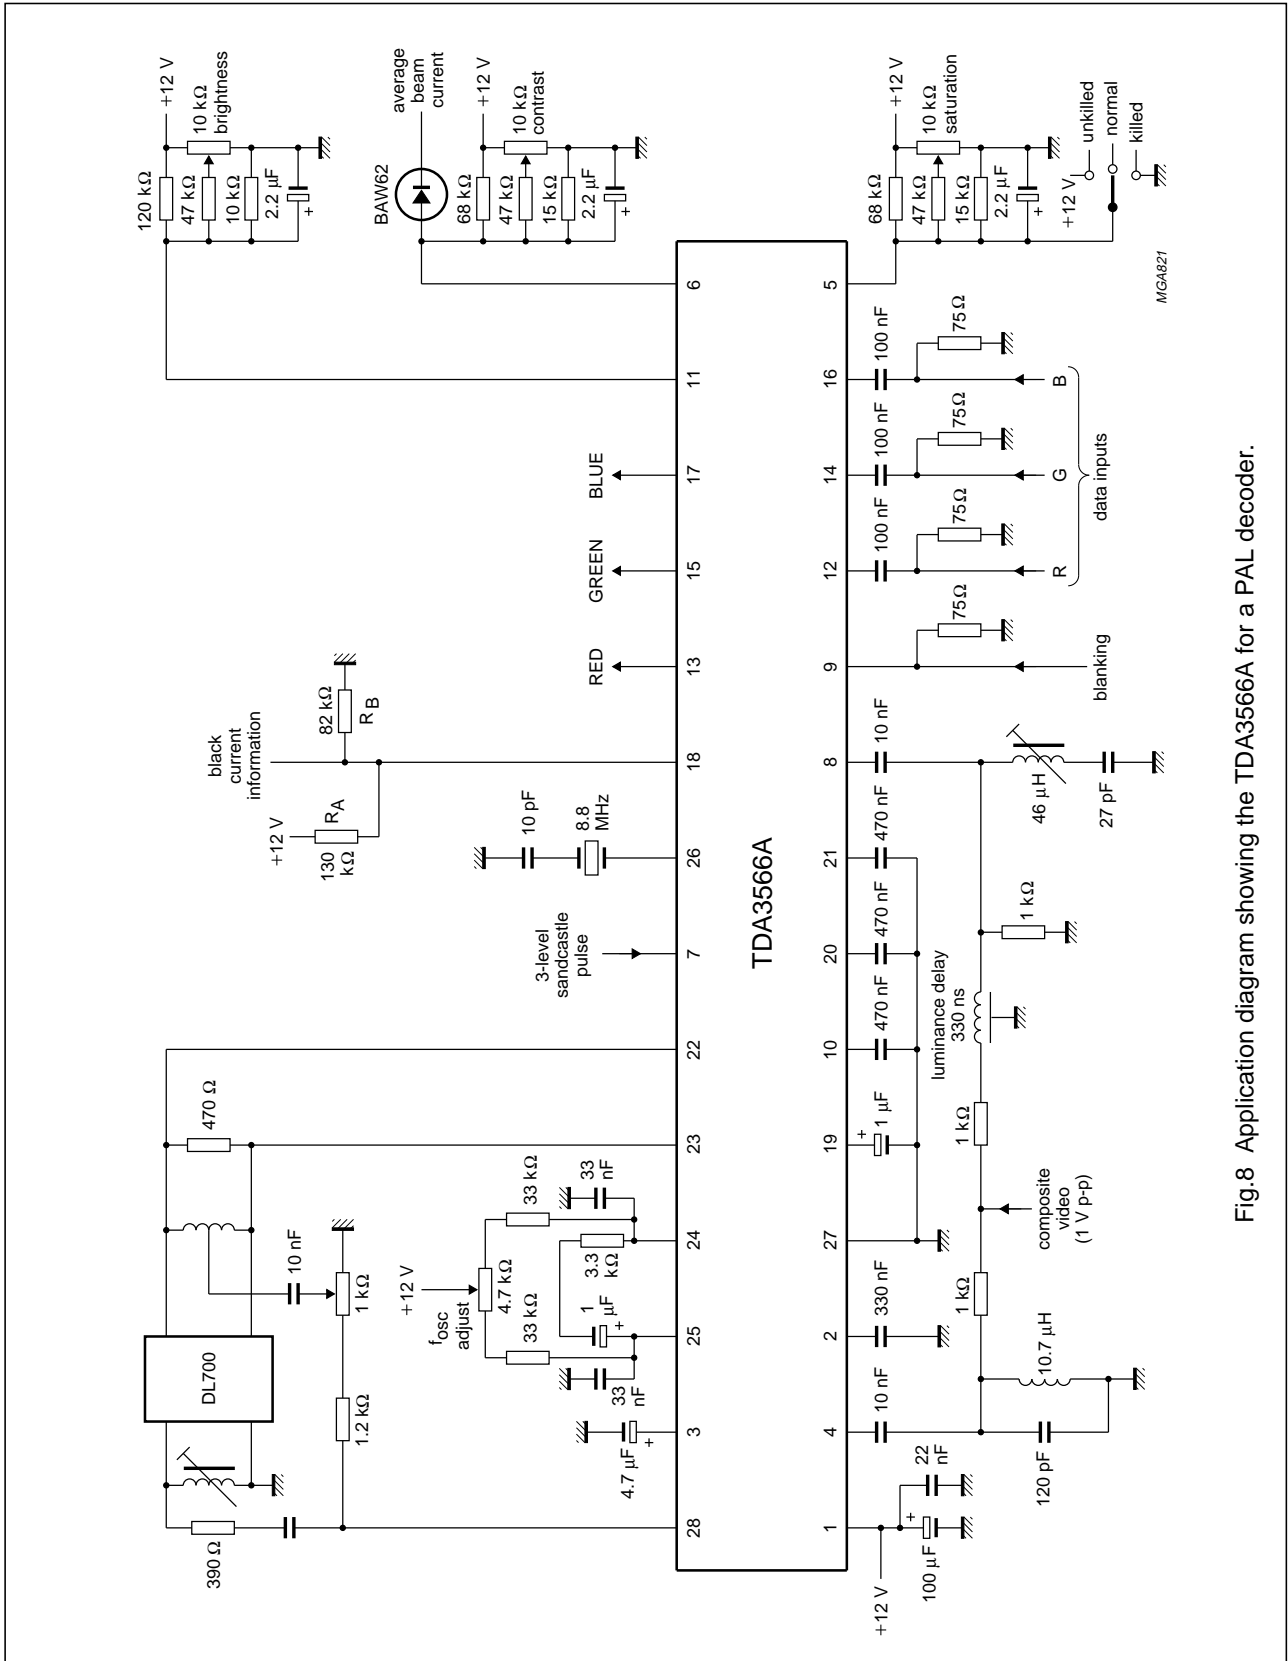 +12 V
10 kΩ
brightness
120 kΩ
47 kΩ
10 kΩ
2.2 µF
+
average
beam
current
BAW62
+12 V
10 kΩ
contrast
68 kΩ
47 kΩ
15 kΩ
2.2 µF
+
+12 V
10 kΩ
saturation
68 kΩ
47 kΩ
15 kΩ
2.2 µF
+
+12 V
unkilled
normal
killed
MGA821
BLUE
GREEN
RED
black
current
information
82 kΩ
RB
+12 V
RA
130
kΩ
10 pF
8.8
MHz
3-level
sandcastle
pulse
470 Ω
10 nF
1 kΩ
DL700
1.2 kΩ
390 Ω
+12 V
fosc
adjust
4.7 kΩ
33 kΩ
33 kΩ
33
nF
3.3
kΩ
1
µF
+
33
nF
4.7 µF
+
28
3
25
24
23
22
7
26
18
13
15
17
11
6
TDA3566A
1
4
2
27
19
10
20
21
8
9
12
14
16
5
+12 V
100 µF
+
22
nF
10 nF
120 pF
10.7 µH
330 nF
1 kΩ
composite
video
(1 V p-p)
1 kΩ
+
1 µF
luminance delay
330 ns
470 nF
470 nF
470 nF
1 kΩ
10 nF
46 µH
27 pF
75 Ω
blanking
100 nF
75 Ω
R
100 nF
75 Ω
G
100 nF
75 Ω
B
data inputs
Fig.8 Application diagram showing the TDA3566A for a PAL decoder.